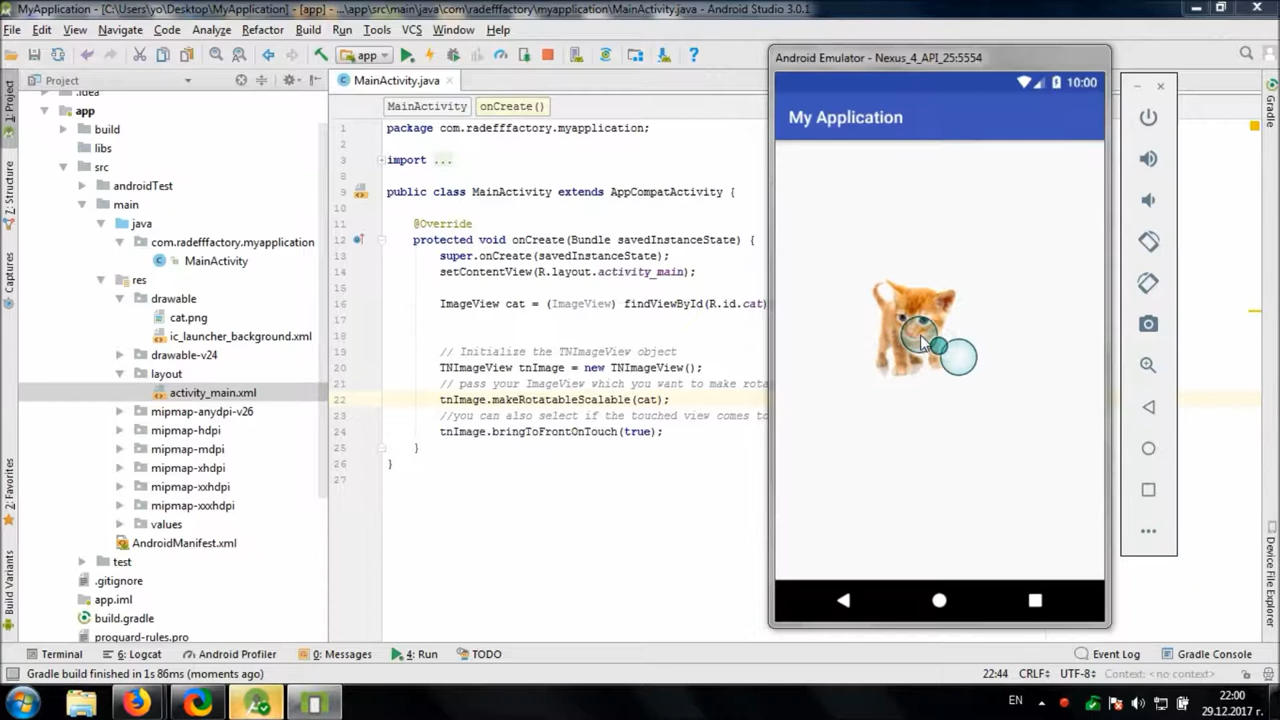 MyApplication - [C:\Users\yo\Desktop\MyApplication] - [app] - ...\app\src\main\java\com\radefffactory\myapplication\MainActivity.java - Android Studio 3.0.1
File Edit View Navigate Code Analyze Refactor Build Run Tools VCS Window Help
app
Project
MainActivity.java
MainActivity
onCreate()
1: Project
7: Structure
Captures
2: Favorites
Build Variants
.idea
app
build
libs
src
androidTest
main
java
com.radefffactory.myapplication
MainActivity
res
drawable
cat.png
ic_launcher_background.xml
drawable-v24
layout
activity_main.xml
mipmap-anydpi-v26
mipmap-hdpi
mipmap-mdpi
mipmap-xhdpi
mipmap-xxhdpi
mipmap-xxxhdpi
values
AndroidManifest.xml
test
.gitignore
app.iml
build.gradle
proguard-rules.pro
1 package com.radefffactory.myapplication;
2
3 import ...
8
9 public class MainActivity extends AppCompatActivity {
10
11 @Override
12 protected void onCreate(Bundle savedInstanceState) {
13 super.onCreate(savedInstanceState);
14 setContentView(R.layout.activity_main);
15
16 ImageView cat = (ImageView) findViewById(R.id.cat)
17
18
19 // Initialize the TNImageView object
20 TNImageView tnImage = new TNImageView();
21 // pass your ImageView which you want to make rota
22 tnImage.makeRotatableScalable(cat);
23 //you can also select if the touched view comes to
24 tnImage.bringToFrontOnTouch(true);
25 }
26 }
27
Android Emulator - Nexus_4_API_25:5554
10:00
My Application
Gradle
Device File Explorer
Terminal 6: Logcat Android Profiler 0: Messages 4: Run TODO Event Log Gradle Console
Gradle build finished in 1s 86ms (moments ago) 22:44 CRLF÷ UTF-8÷ Context: <no context>
EN
22:00
29.12.2017 г.